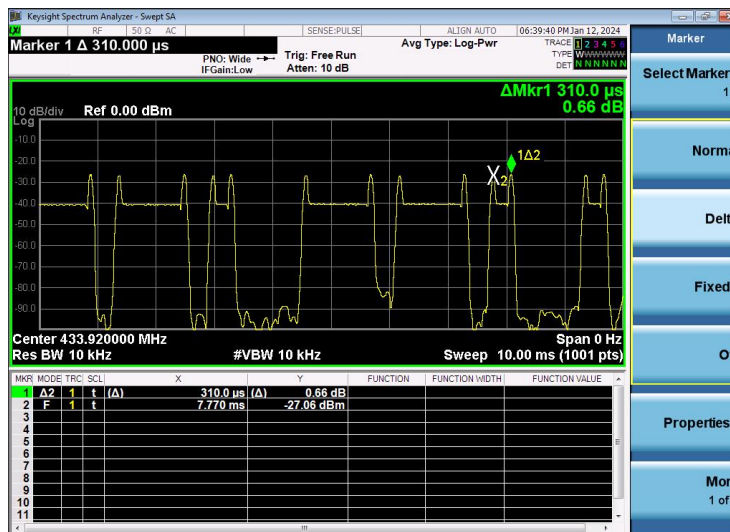 Keysight Spectrum Analyzer - Swept SA
RF 50 Ω AC SENSE:PULSE ALIGN AUTO 06:39:40 PM Jan 12, 2024
Marker 1 Δ 310.000 µs
PNO: Wide
IFGain:Low
Trig: Free Run
Atten: 10 dB
Avg Type: Log-Pwr
TRACE 1 2 3 4 5 6
TYPE WWWWWW
DET N N N N N N
ΔMkr1 310.0 µs
0.66 dB
10 dB/div
Log
Ref 0.00 dBm
-10.0
-20.0
-30.0
-40.0
-50.0
-60.0
-70.0
-80.0
-90.0
1Δ2
X2
Center 433.920000 MHz Span 0 Hz
Res BW 10 kHz #VBW 10 kHz Sweep 10.00 ms (1001 pts)
MKR MODE TRC SCL X Y FUNCTION FUNCTION WIDTH FUNCTION VALUE
1 Δ2 1 t (Δ) 310.0 µs (Δ) 0.66 dB
2 F 1 t 7.770 ms -27.06 dBm
3
4
5
6
7
8
9
10
11
Marker
Select Marker
1
Norma
Delt
Fixed
O
Properties
Mor
1 of